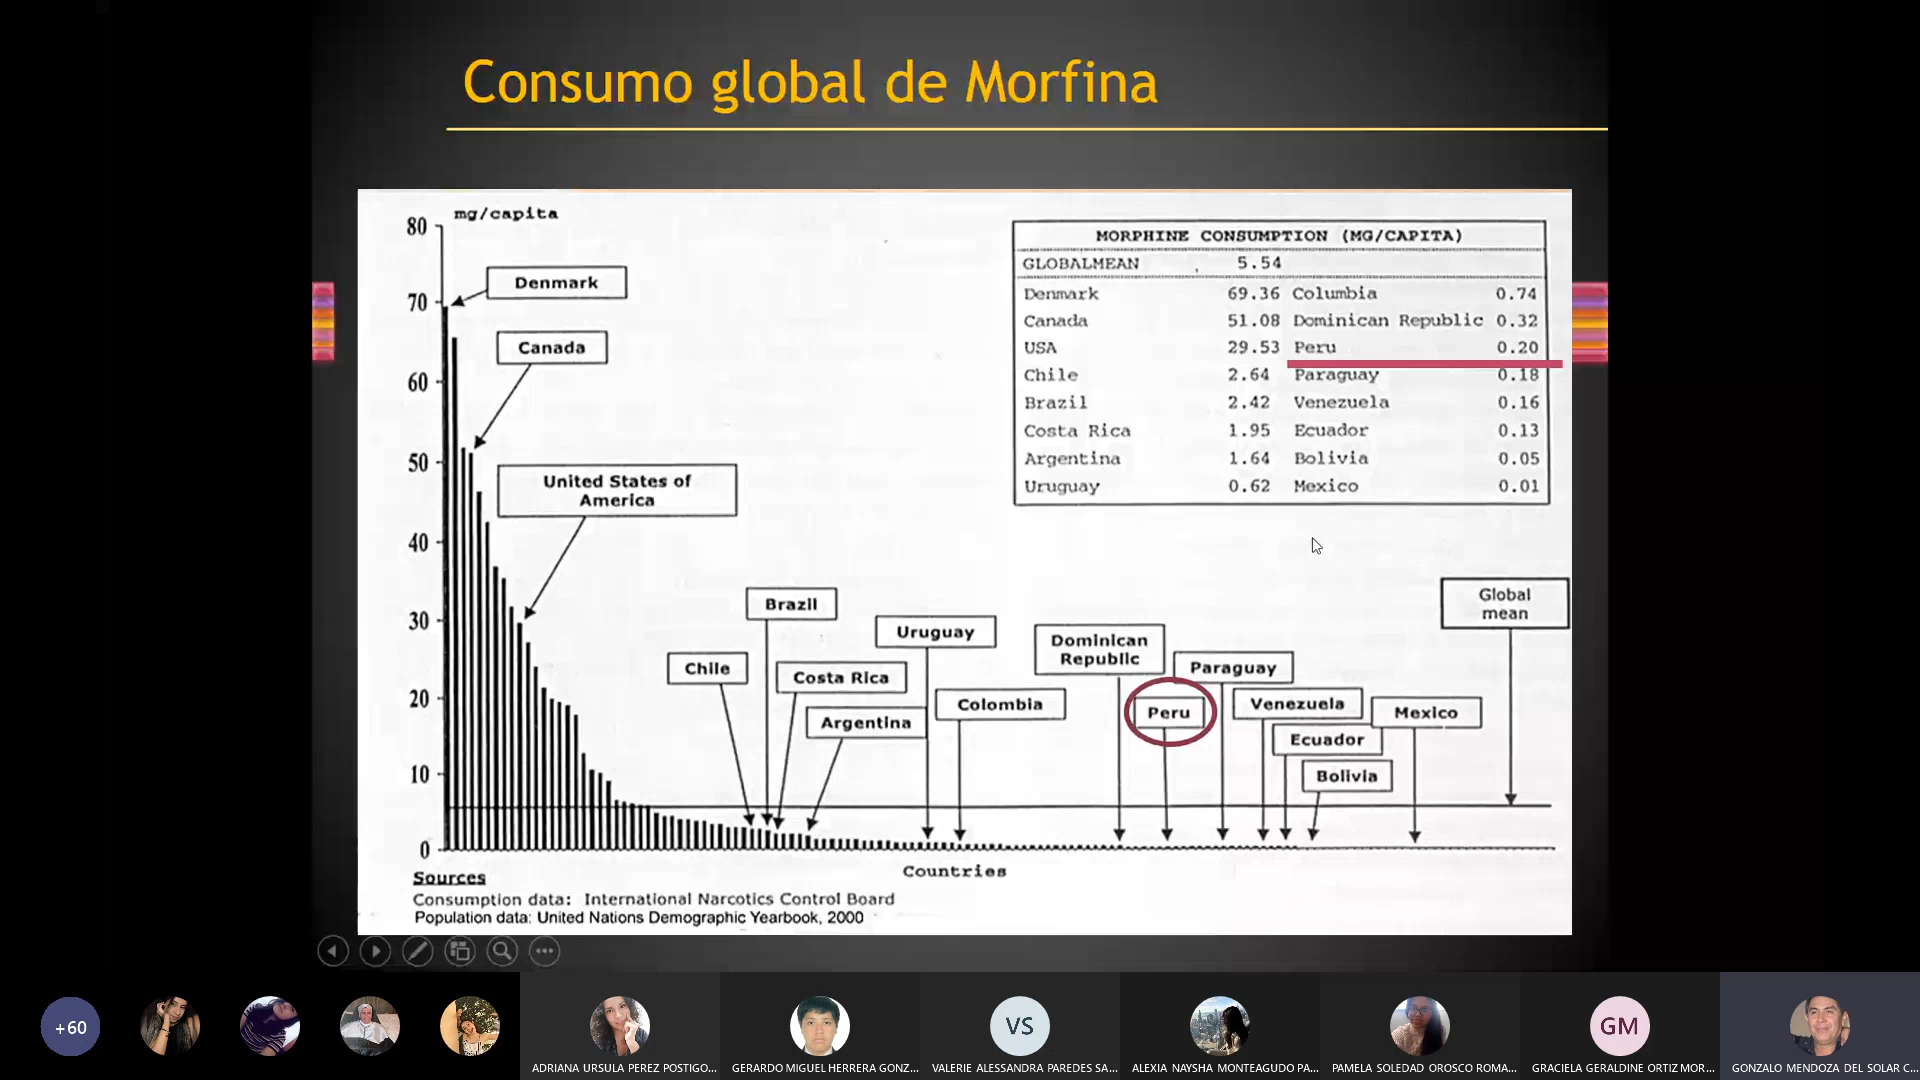 Consumo global de Morfina
mg/capita
80
70
60
50
40
30
20
10
0
Denmark
Canada
United States of
America
Chile
Brazil
Costa Rica
Argentina
Uruguay
Colombia
Dominican
Republic
Peru
Paraguay
Venezuela
Ecuador
Bolivia
Mexico
Global
mean
MORPHINE CONSUMPTION (MG/CAPITA)
GLOBALMEAN 5.54
Denmark 69.36 Columbia 0.74
Canada 51.08 Dominican Republic 0.32
USA 29.53 Peru 0.20
Chile 2.64 Paraguay 0.18
Brazil 2.42 Venezuela 0.16
Costa Rica 1.95 Ecuador 0.13
Argentina 1.64 Bolivia 0.05
Uruguay 0.62 Mexico 0.01
Countries
Sources
Consumption data: International Narcotics Control Board
Population data: United Nations Demographic Yearbook, 2000
+60
VS
GM
ADRIANA URSULA PEREZ POSTIGO...
GERARDO MIGUEL HERRERA GONZ...
VALERIE ALESSANDRA PAREDES SA...
ALEXIA NAYSHA MONTEAGUDO PA...
PAMELA SOLEDAD OROSCO ROMA...
GRACIELA GERALDINE ORTIZ MOR...
GONZALO MENDOZA DEL SOLAR C...